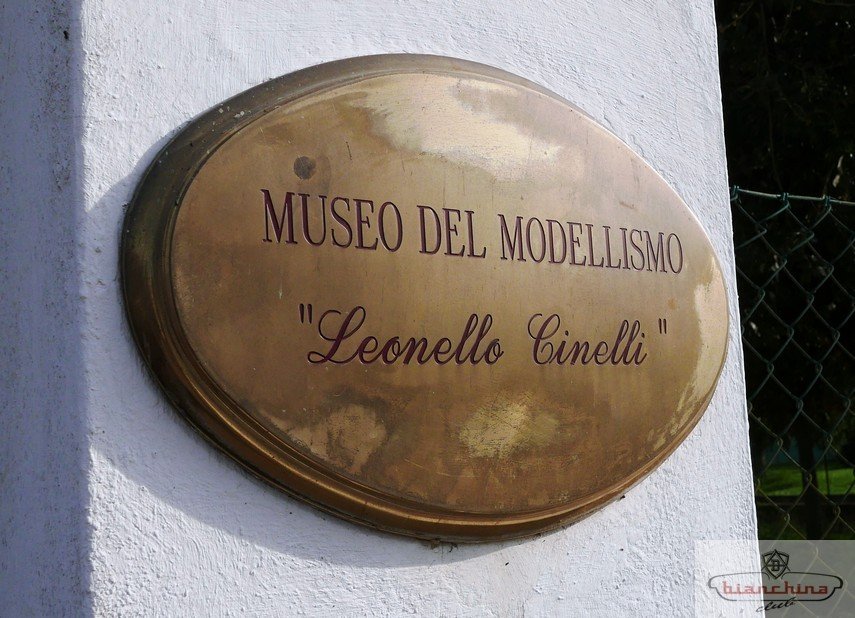 MUSEO DEL MODELLISMO
"Leonello Cinelli"
B
bianchina
club